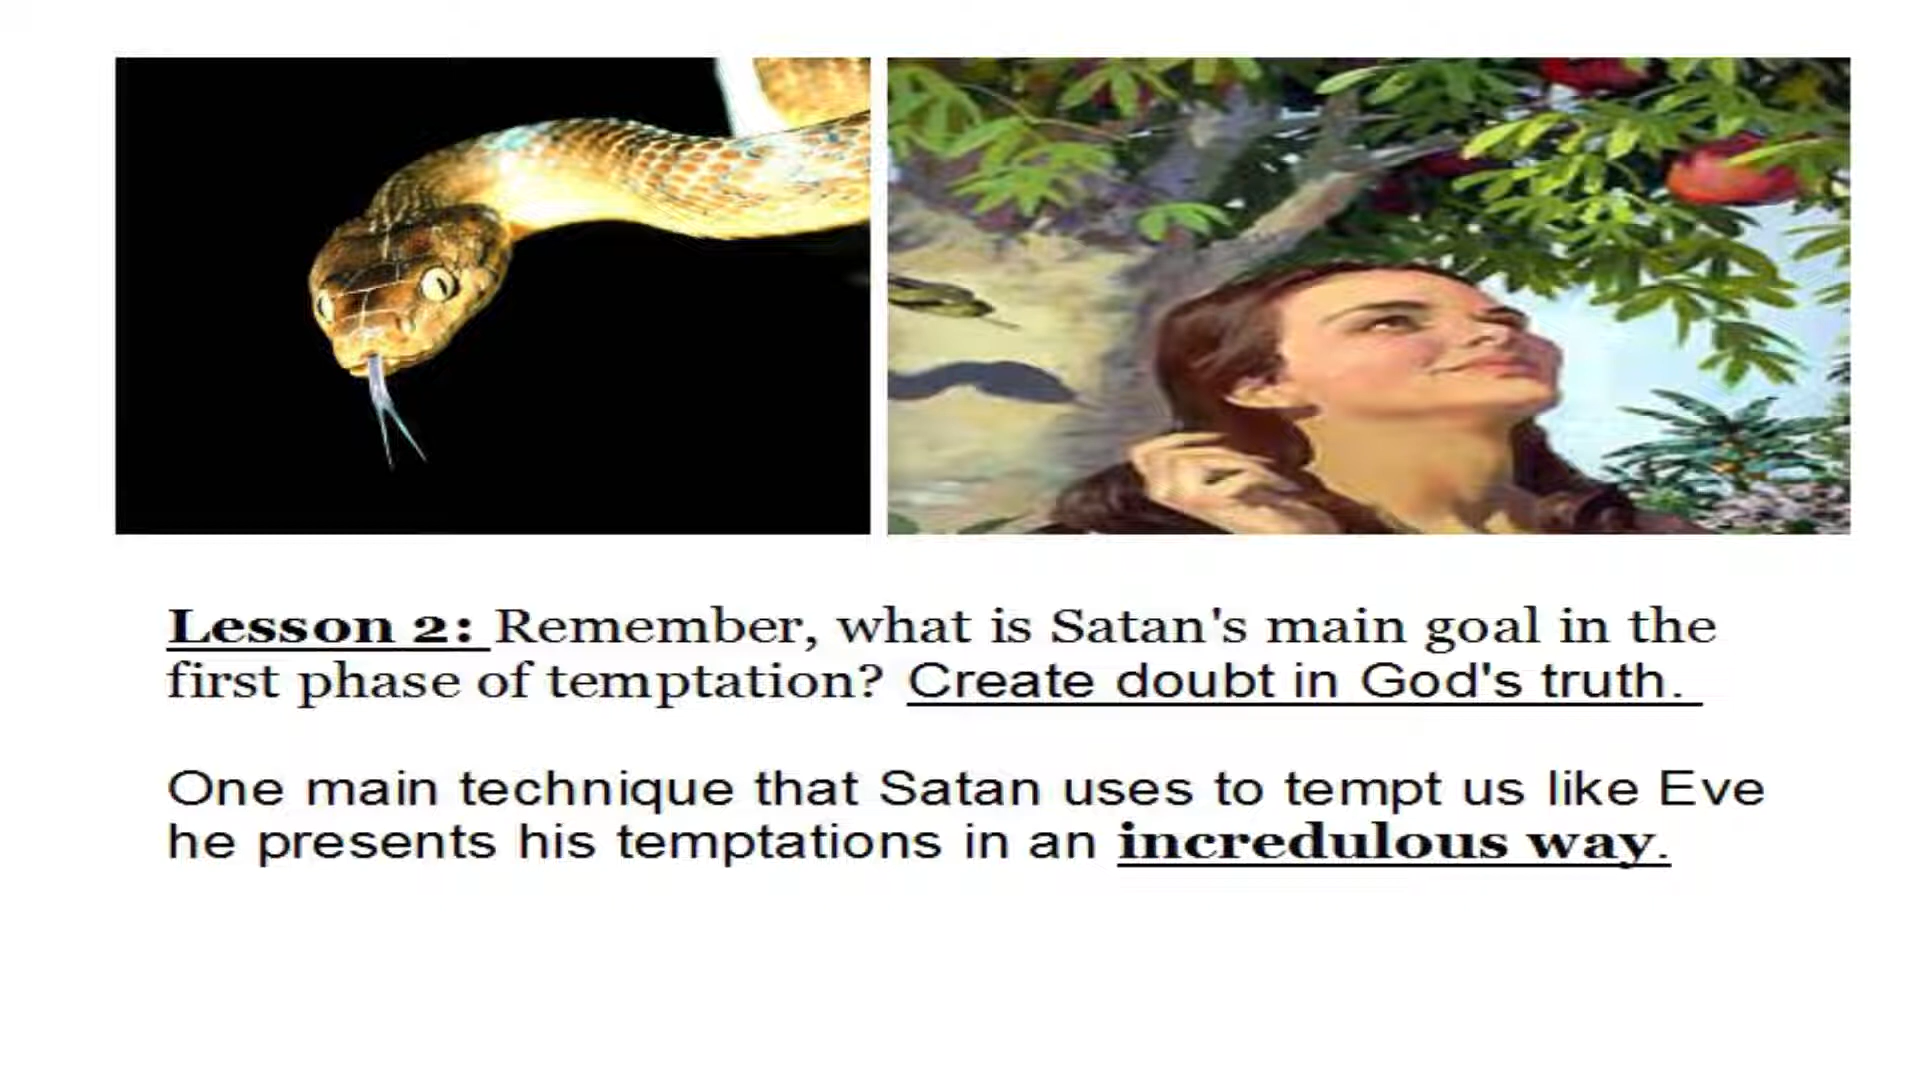 Lesson 2: Remember, what is Satan's main goal in the
first phase of temptation? Create doubt in God's truth.
One main technique that Satan uses to tempt us like Eve
he presents his temptations in an incredulous way.